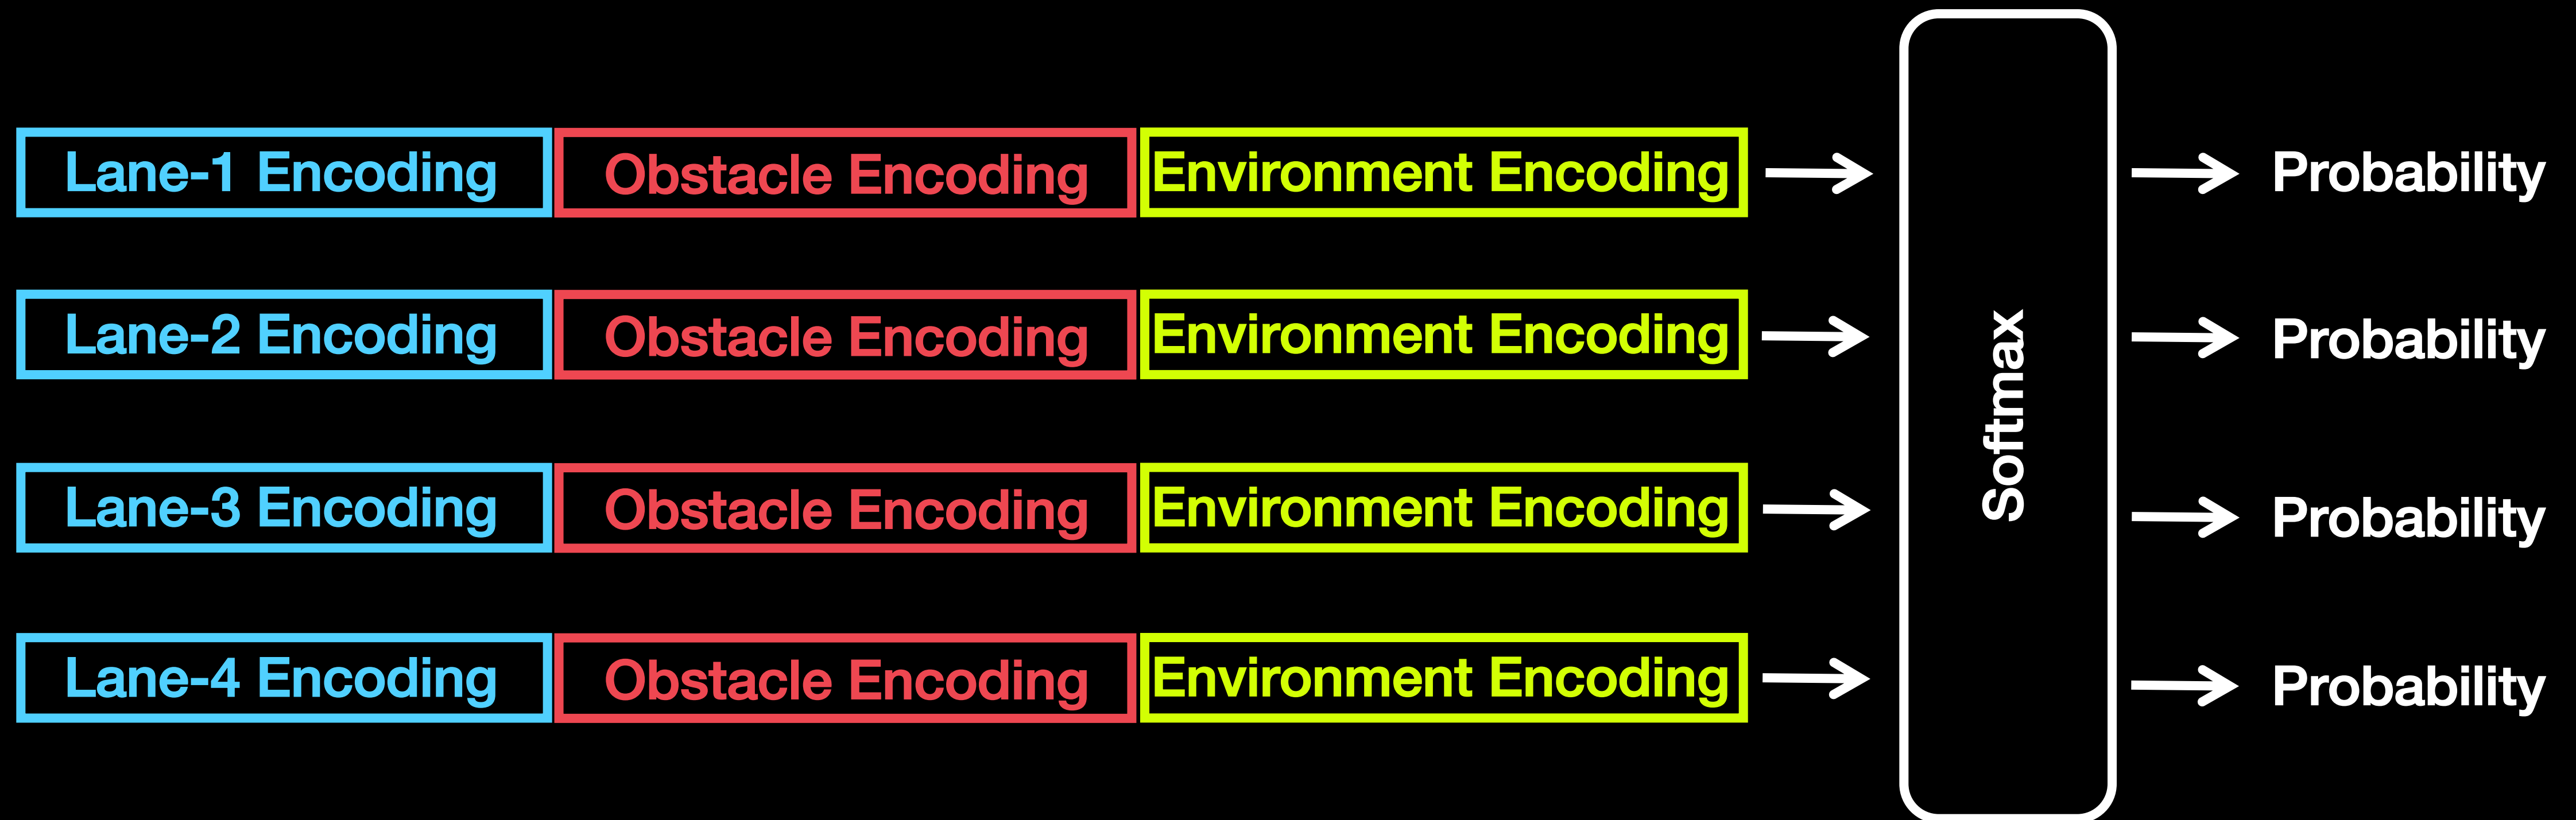 Lane-1 Encoding Obstacle Encoding Environment Encoding Probability
Lane-2 Encoding Obstacle Encoding Environment Encoding Probability
Softmax
Lane-3 Encoding Obstacle Encoding Environment Encoding Probability
Lane-4 Encoding Obstacle Encoding Environment Encoding Probability